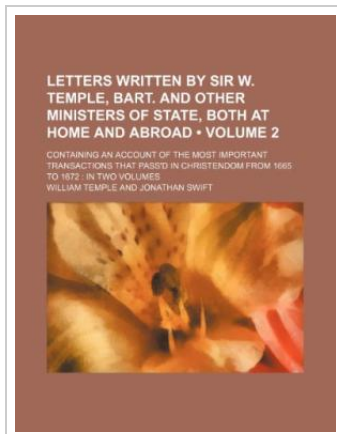 LETTERS WRITTEN BY SIR W.
TEMPLE, BART. AND OTHER
MINISTERS OF STATE, BOTH AT
HOME AND ABROAD • VOLUME 2
CONTAINING AN ACCOUNT OF THE MOST IMPORTANT
TRANSACTIONS THAT PASS'D IN CHRISTENDOM FROM 1665
TO 1672 : IN TWO VOLUMES
WILLIAM TEMPLE AND JONATHAN SWIFT